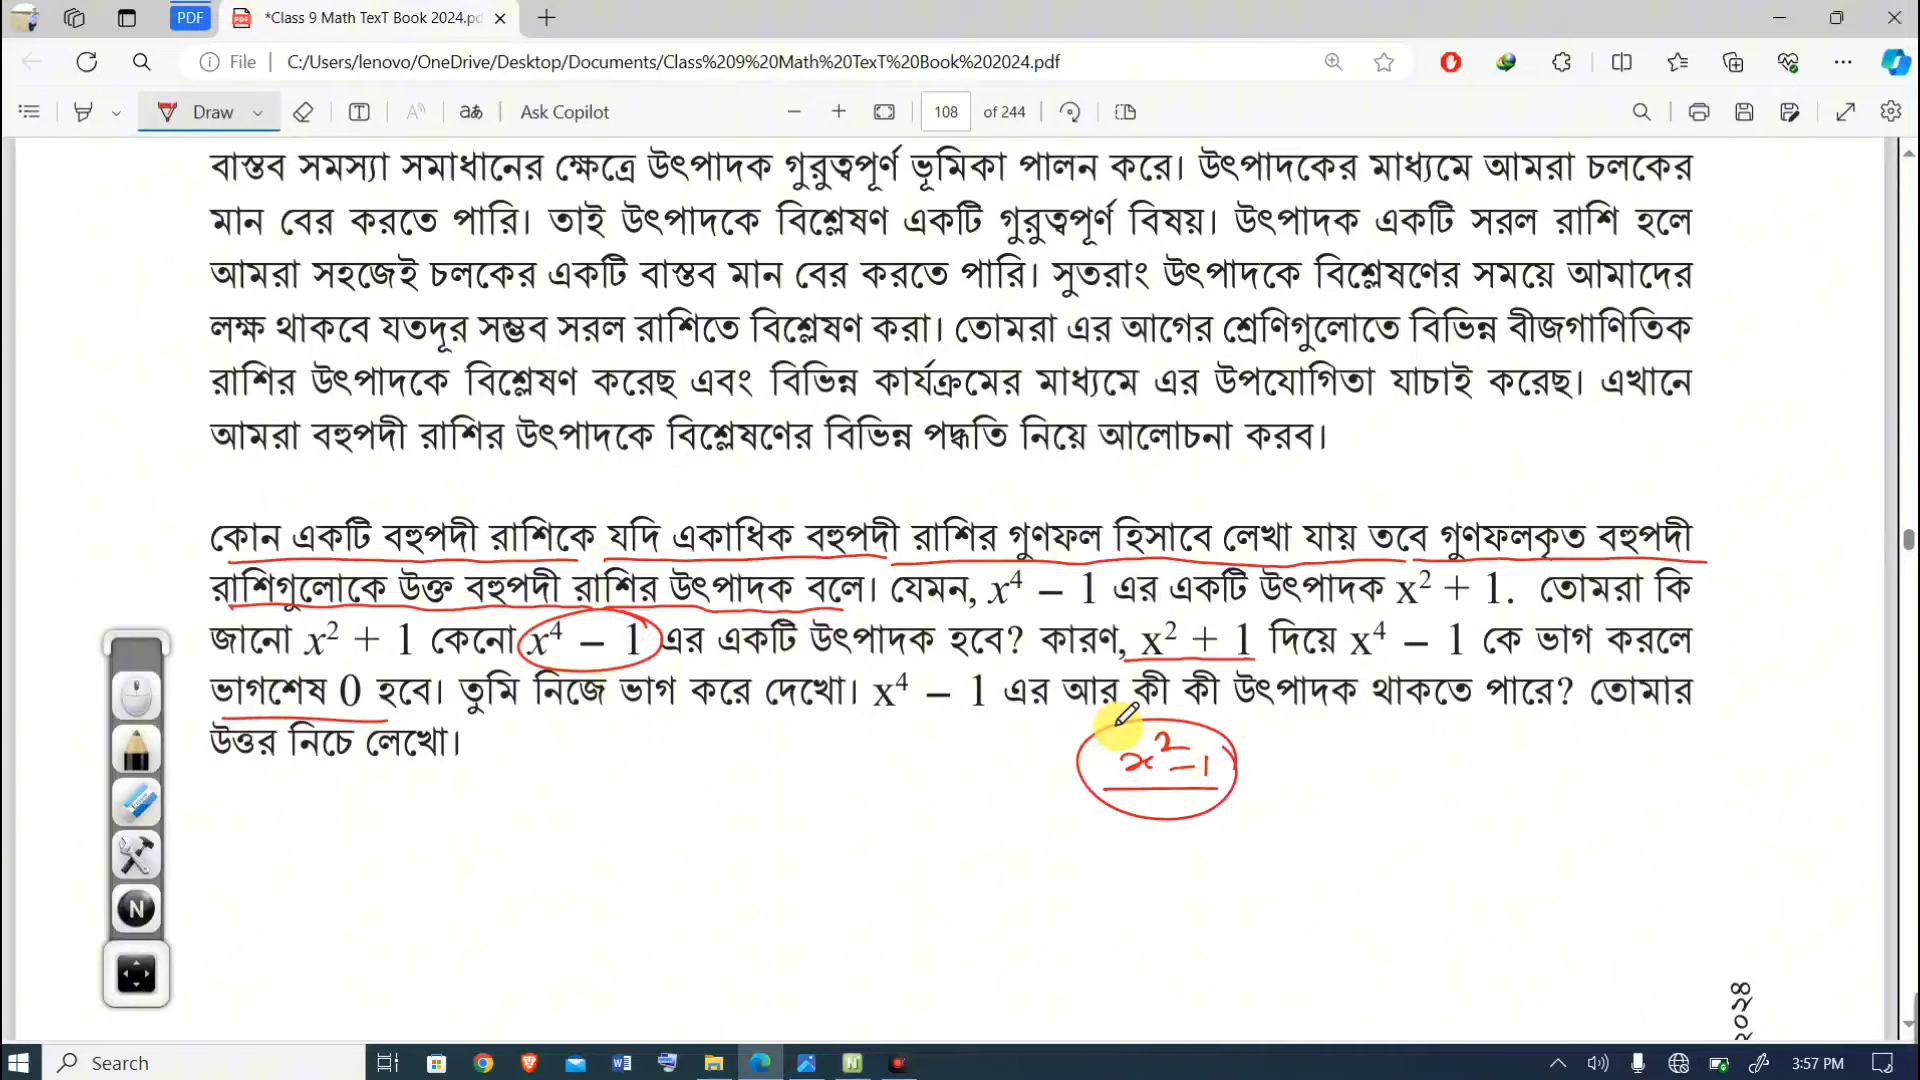 PDF
*Class 9 Math TexT Book 2024.pd
File
C:/Users/lenovo/OneDrive/Desktop/Documents/Class%209%20Math%20TexT%20Book%202024.pdf
Draw
Ask Copilot
108 of 244
বাস্তব সমস্যা সমাধানের ক্ষেত্রে উৎপাদক গুরুত্বপূর্ণ ভূমিকা পালন করে। উৎপাদকের মাধ্যমে আমরা চলকের
মান বের করতে পারি। তাই উৎপাদকে বিশ্লেষণ একটি গুরুত্বপূর্ণ বিষয়। উৎপাদক একটি সরল রাশি হলে
আমরা সহজেই চলকের একটি বাস্তব মান বের করতে পারি। সুতরাং উৎপাদকে বিশ্লেষণের সময়ে আমাদের
লক্ষ থাকবে যতদূর সম্ভব সরল রাশিতে বিশ্লেষণ করা। তোমরা এর আগের শ্রেণিগুলোতে বিভিন্ন বীজগাণিতিক
রাশির উৎপাদকে বিশ্লেষণ করেছ এবং বিভিন্ন কার্যক্রমের মাধ্যমে এর উপযোগিতা যাচাই করেছ। এখানে
আমরা বহুপদী রাশির উৎপাদকে বিশ্লেষণের বিভিন্ন পদ্ধতি নিয়ে আলোচনা করব।
কোন একটি বহুপদী রাশিকে যদি একাধিক বহুপদী রাশির গুণফল হিসাবে লেখা যায় তবে গুণফলকৃত বহুপদী
রাশিগুলোকে উক্ত বহুপদী রাশির উৎপাদক বলে। যেমন, x⁴ – 1 এর একটি উৎপাদক x² + 1. তোমরা কি
জানো x² + 1 কেনো x⁴ – 1 এর একটি উৎপাদক হবে? কারণ, x² + 1 দিয়ে x⁴ – 1 কে ভাগ করলে
ভাগশেষ 0 হবে। তুমি নিজে ভাগ করে দেখো। x⁴ – 1 এর আর কী কী উৎপাদক থাকতে পারে? তোমার
উত্তর নিচে লেখো।
x² – 1
২০২৪
Search
3:57 PM